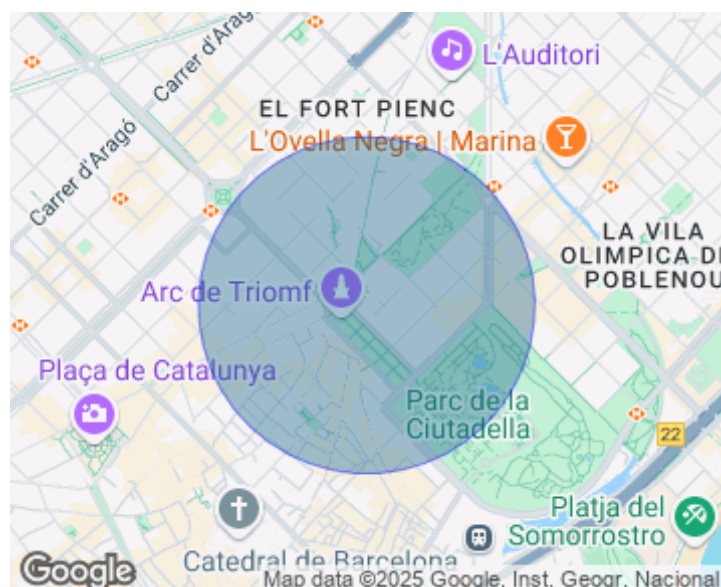 Carrer d'Aragó
Carrer d'Aragó
L'Auditori
EL FORT PIENC
L'Ovella Negra | Marina
LA VILA
OLIMPICA DE
POBLENOU
Arc de Triomf
Plaça de Catalunya
Parc de la
Ciutadella
22
Platja del
Somorrostro
Catedral de Barcelona
Google
Map data ©2025 Google, Inst. Geogr. Nacional